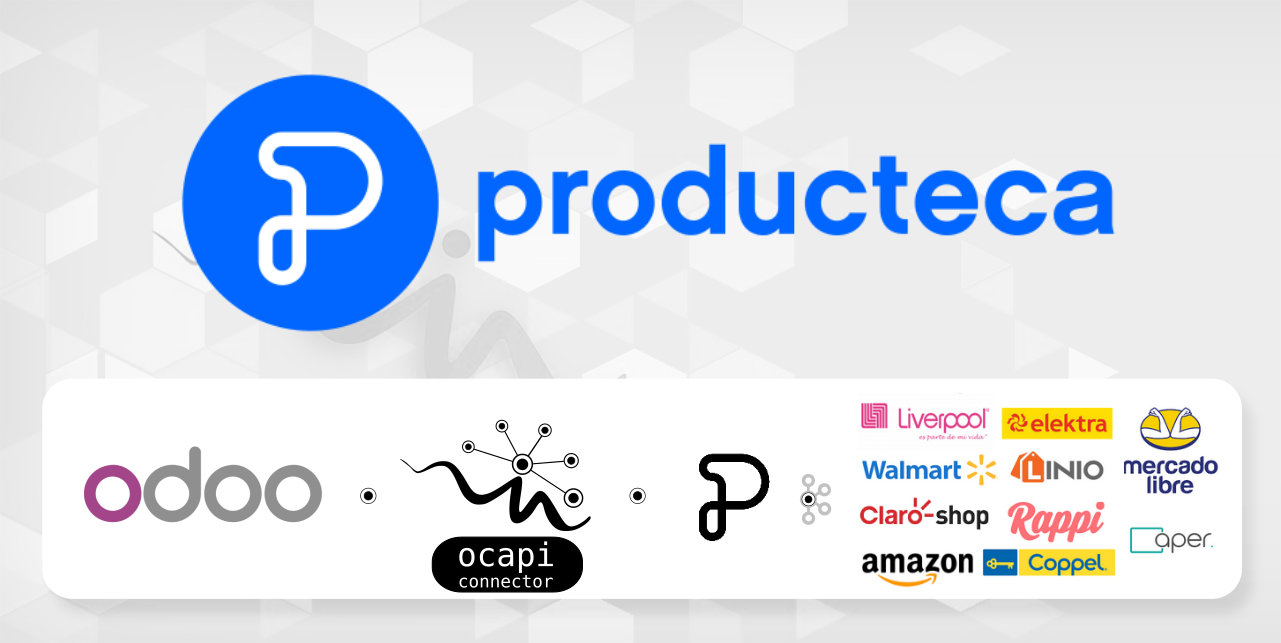 producteca
odoo
ocapi
connector
Liverpool
es parte de mi vida
elektra
Walmart
LINIO
Claro-shop
Rappi
amazon
Coppel
mercado
libre
aper.